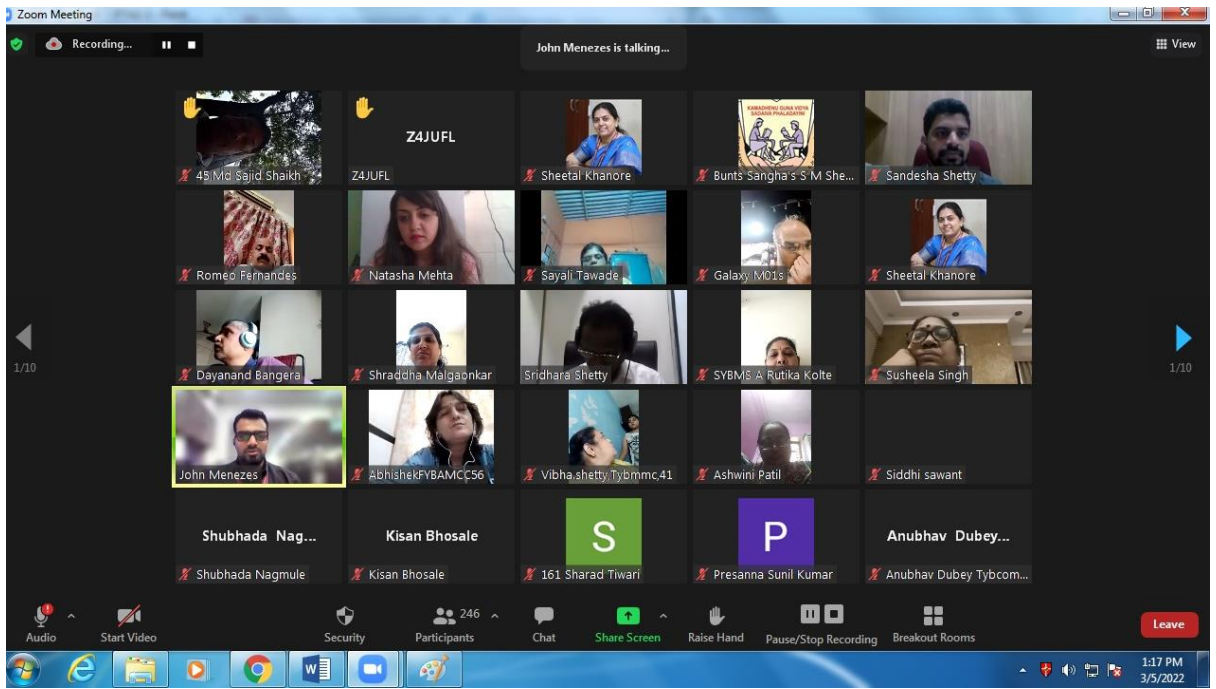 Zoom Meeting
Recording...
John Menezes is talking...
View
45 Md Sajid Shaikh
Z4JUFL
Z4JUFL
Sheetal Khanore
KAMADHENU GUNA VIDYA
SADANA PHALADAYINI
Bunts Sangha's S M She...
Sandesha Shetty
Romeo Fernandes
Natasha Mehta
Sayali Tawade
Galaxy M01s
Sheetal Khanore
1/10
Dayanand Bangera
Shraddha Malgaonkar
Sridhara Shetty
SYBMS A Rutika Kolte
Susheela Singh
1/10
John Menezes
AbhishekFYBAMCC56
Vibha.shetty.Tybmmc,41
Ashwini Patil
Siddhi sawant
Shubhada Nag...
Kisan Bhosale
S
P
Anubhav Dubey...
Shubhada Nagmule
Kisan Bhosale
161 Sharad Tiwari
Presanna Sunil Kumar
Anubhav Dubey Tybcom...
Audio
Start Video
Security
246
Participants
Chat
Share Screen
Raise Hand
Pause/Stop Recording
Breakout Rooms
Leave
1:17 PM
3/5/2022